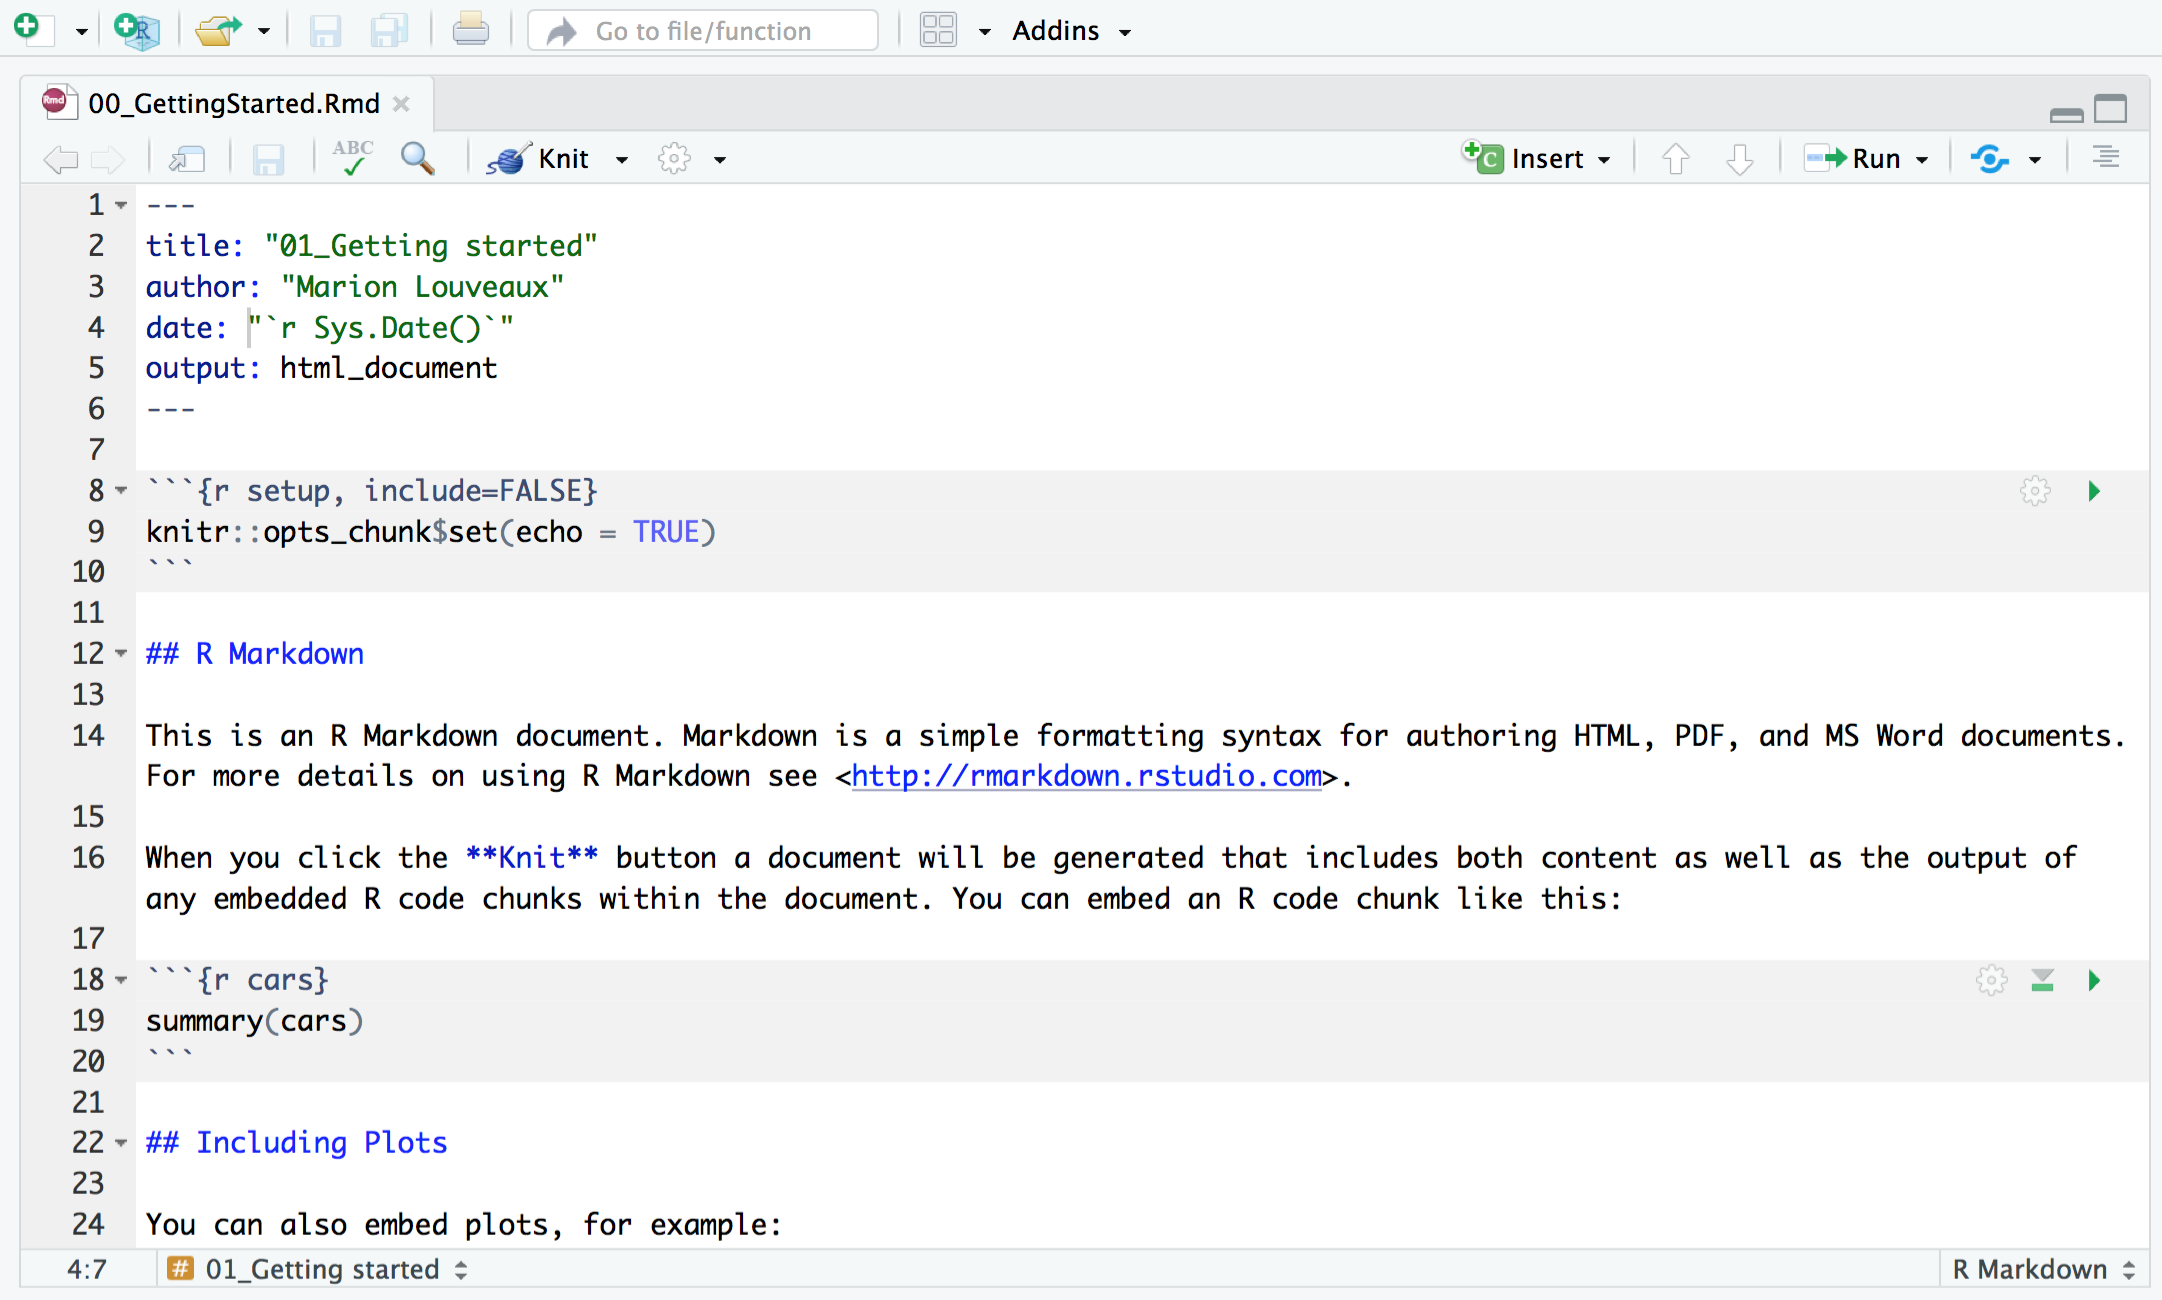 Go to file/function Addins
Rmd 00_GettingStarted.Rmd
ABC Knit Insert Run
1 ---
2 title: "01_Getting started"
3 author: "Marion Louveaux"
4 date: "`r Sys.Date()`"
5 output: html_document
6 ---
7
8 ```{r setup, include=FALSE}
9 knitr::opts_chunk$set(echo = TRUE)
10 ```
11
12 ## R Markdown
13
14 This is an R Markdown document. Markdown is a simple formatting syntax for authoring HTML, PDF, and MS Word documents.
For more details on using R Markdown see <http://rmarkdown.rstudio.com>.
15
16 When you click the **Knit** button a document will be generated that includes both content as well as the output of
any embedded R code chunks within the document. You can embed an R code chunk like this:
17
18 ```{r cars}
19 summary(cars)
20 ```
21
22 ## Including Plots
23
24 You can also embed plots, for example:
4:7 # 01_Getting started R Markdown